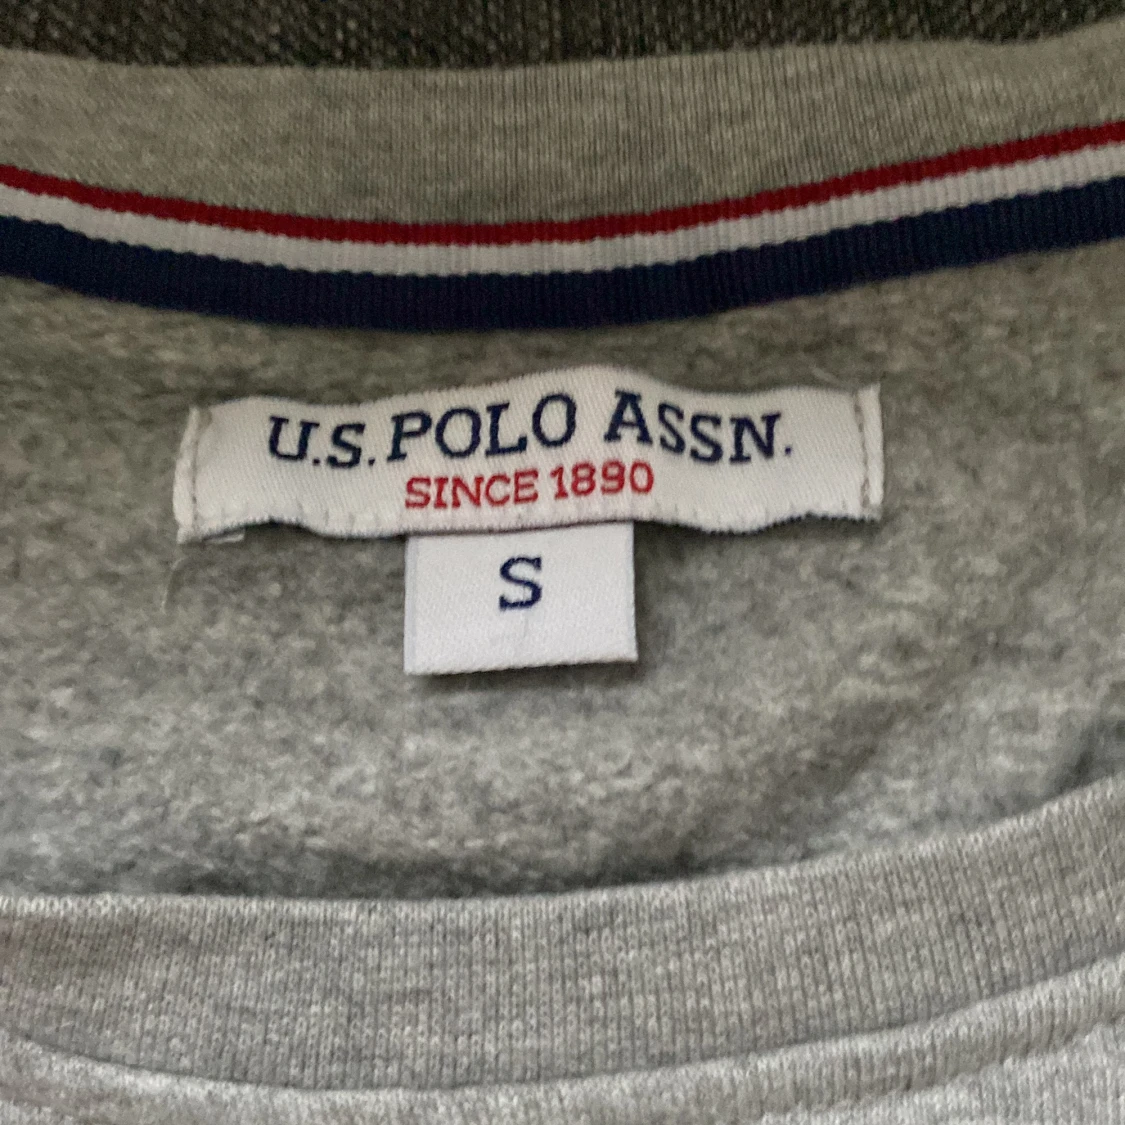 U.S. POLO ASSN.
SINCE 1890
S